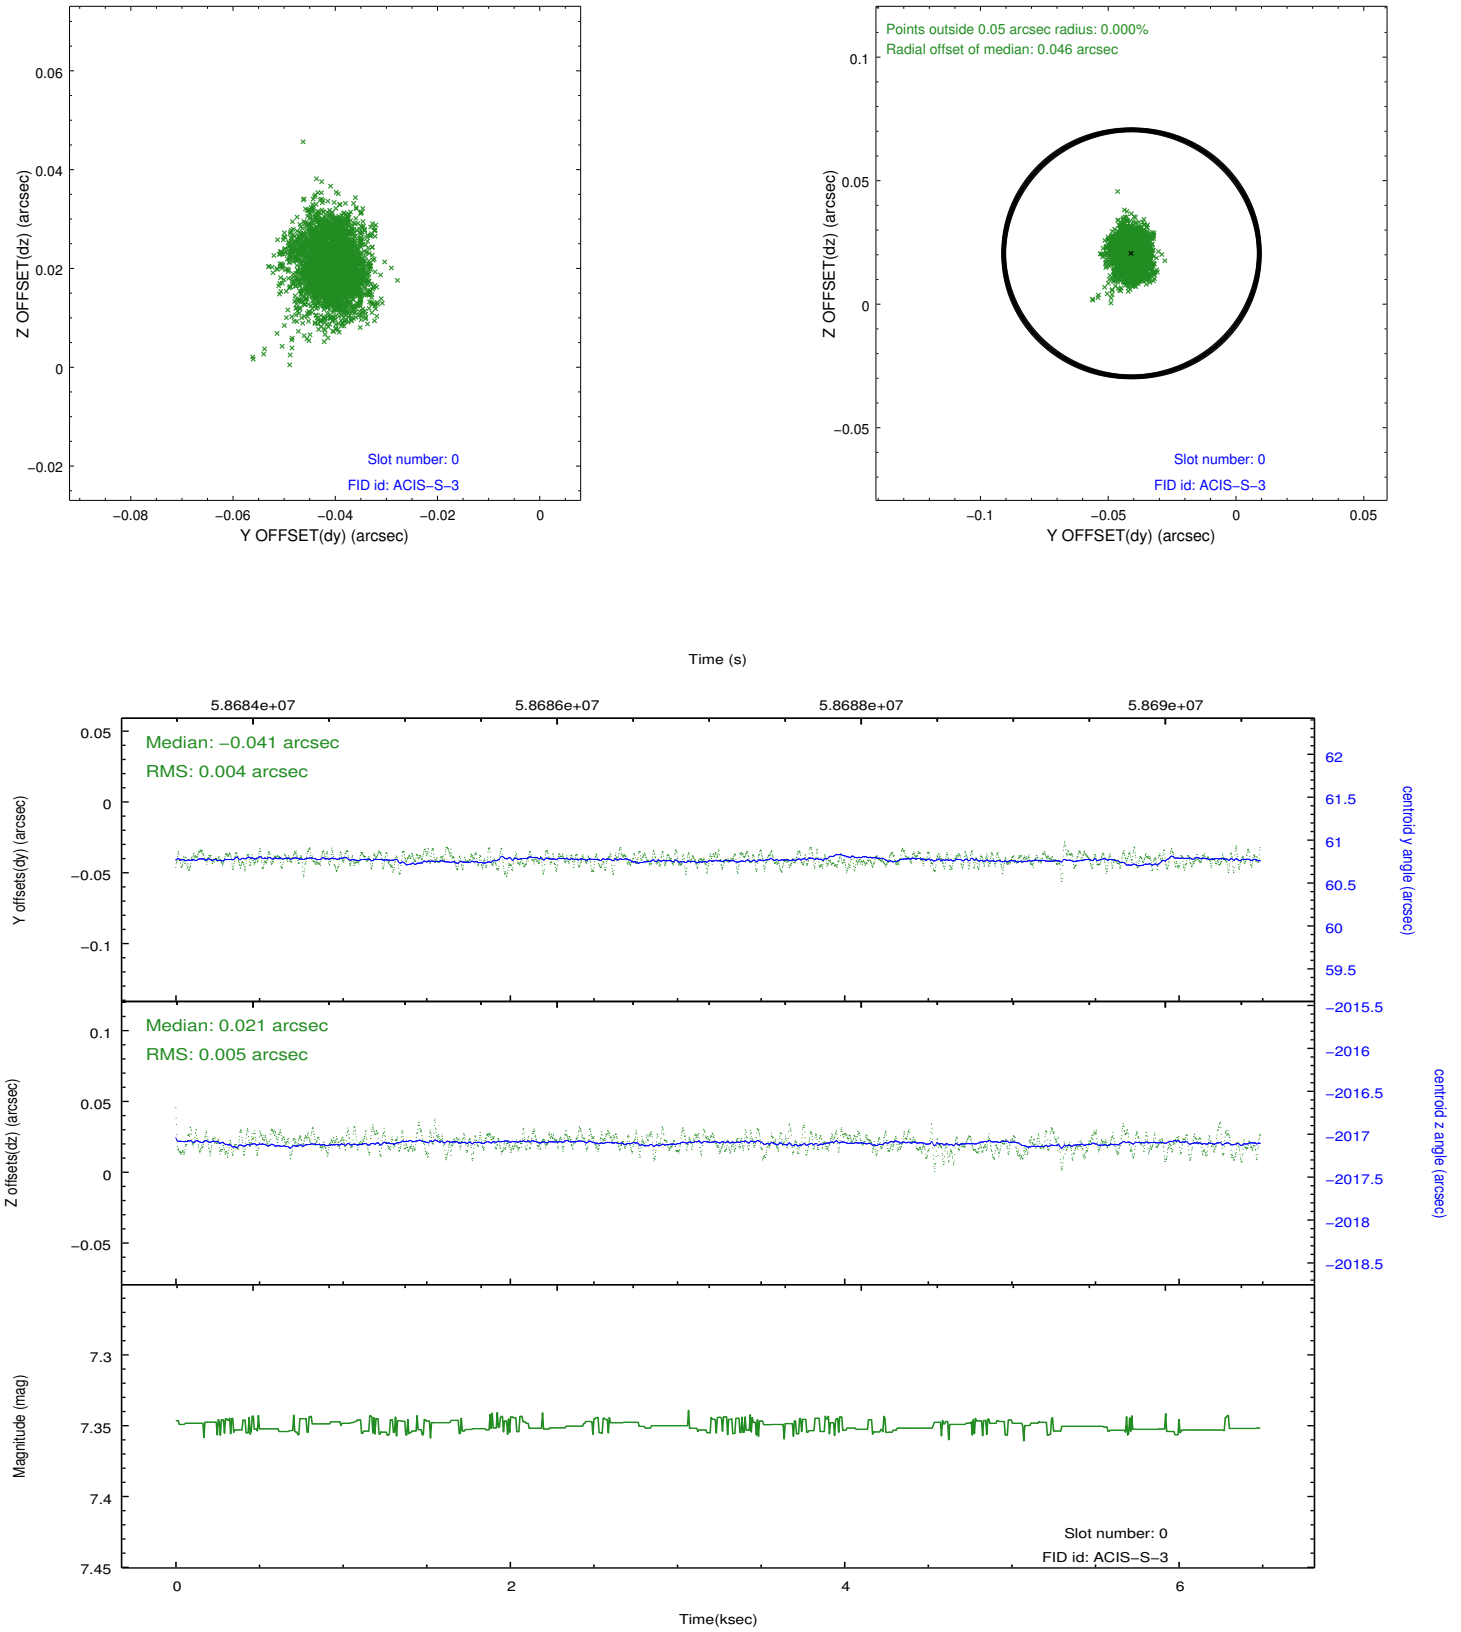 0.06
0.04
0.02
0
−0.02
−0.08
−0.06
−0.04
−0.02
0
Z OFFSET(dz) (arcsec)
Y OFFSET(dy) (arcsec)
Slot number: 0
FID id: ACIS−S−3
Points outside 0.05 arcsec radius: 0.000%
Radial offset of median: 0.046 arcsec
0.1
0.05
0
−0.05
−0.1
−0.05
0
0.05
Z OFFSET(dz) (arcsec)
Y OFFSET(dy) (arcsec)
Slot number: 0
FID id: ACIS−S−3
Time (s)
5.8684e+07
5.8686e+07
5.8688e+07
5.869e+07
Median: −0.041 arcsec
RMS: 0.004 arcsec
0.05
0
−0.05
−0.1
Y offsets(dy) (arcsec)
62
61.5
61
60.5
60
59.5
centroid y angle (arcsec)
Median: 0.021 arcsec
RMS: 0.005 arcsec
0.1
0.05
0
−0.05
Z offsets(dz) (arcsec)
−2015.5
−2016
−2016.5
−2017
−2017.5
−2018
−2018.5
centroid z angle (arcsec)
7.3
7.35
7.4
7.45
Magnitude (mag)
Slot number: 0
FID id: ACIS−S−3
0
2
4
6
Time(ksec)